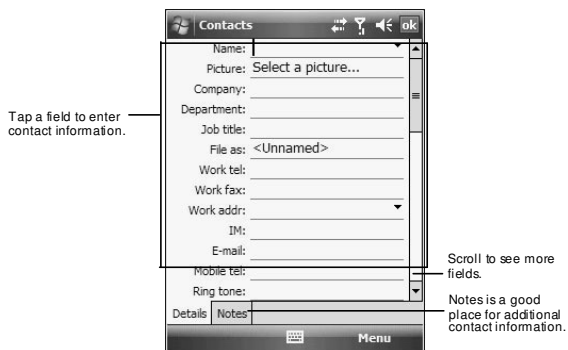 Contacts ok
Name:
Picture: Select a picture...
Company:
Department:
Job title:
File as: <Unnamed>
Work tel:
Work fax:
Work addr:
IM:
E-mail:
Mobile tel:
Ring tone:
Details Notes
Menu
Tap a field to enter
contact information.
Scroll to see more
fields.
Notes is a good
place for additional
contact information.